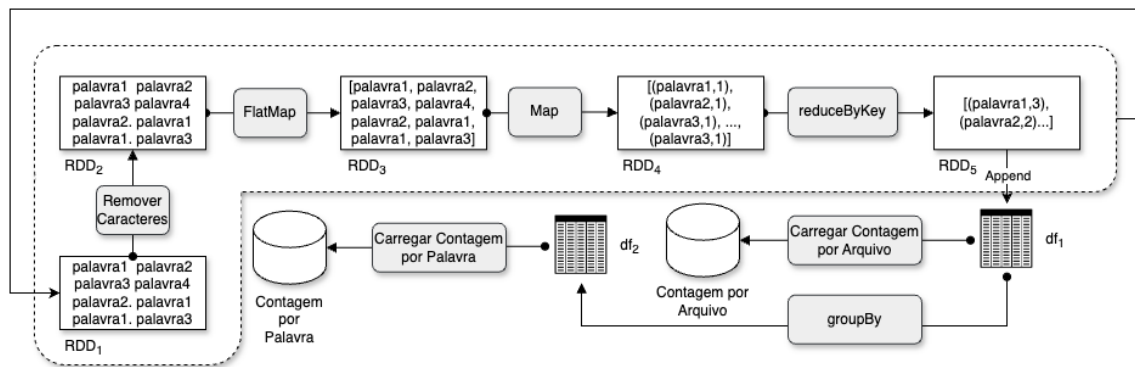 palavra1 palavra2
palavra3 palavra4
palavra2. palavra1
palavra1. palavra3
RDD2
FlatMap
[palavra1, palavra2,
palavra3, palavra4,
palavra2, palavra1,
palavra1, palavra3]
RDD3
Map
[(palavra1,1),
(palavra2,1),
(palavra3,1), ...,
(palavra3,1)]
RDD4
reduceByKey
[(palavra1,3),
(palavra2,2)...]
RDD5
Append
Remover
Caracteres
palavra1 palavra2
palavra3 palavra4
palavra2. palavra1
palavra1. palavra3
RDD1
Contagem
por
Palavra
Carregar Contagem
por Palavra
df2
Contagem por
Arquivo
Carregar Contagem
por Arquivo
df1
groupBy